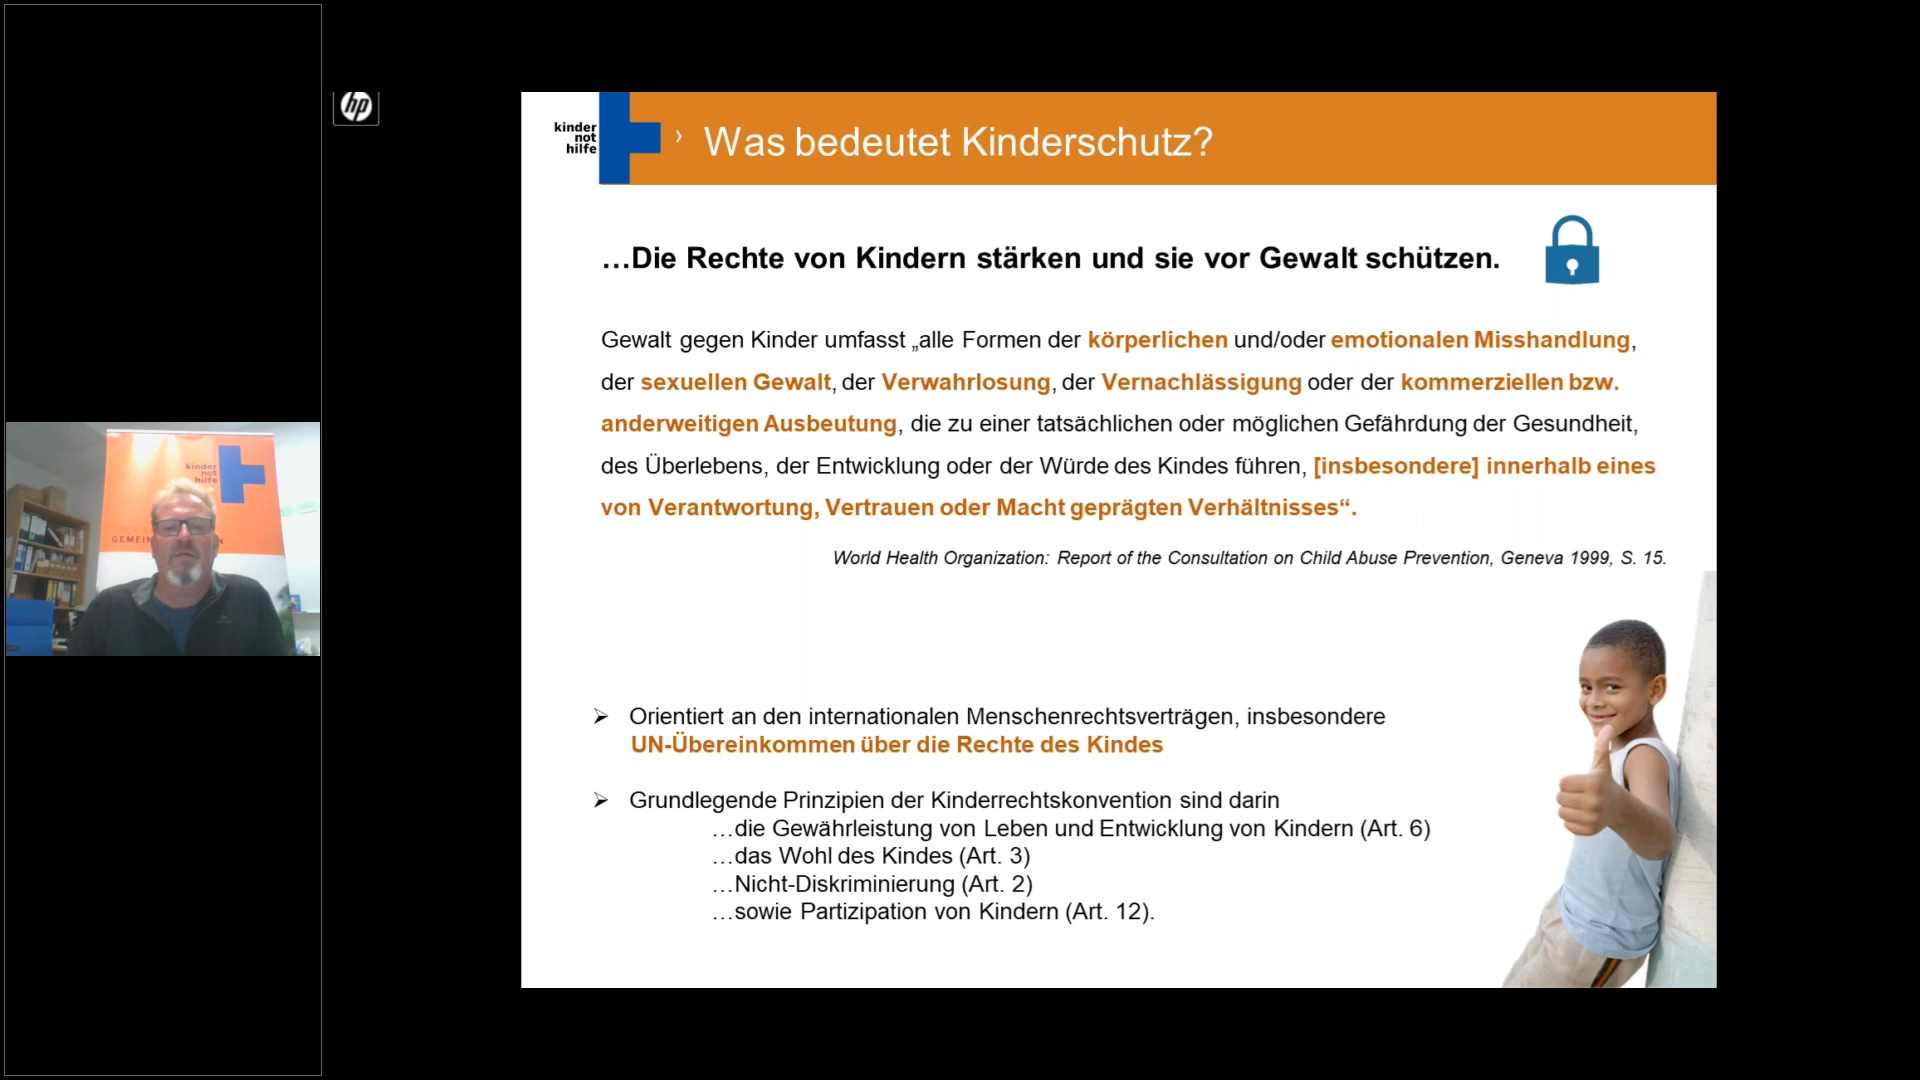 hp
kinder
not
hilfe
› Was bedeutet Kinderschutz?
…Die Rechte von Kindern stärken und sie vor Gewalt schützen.
Gewalt gegen Kinder umfasst „alle Formen der körperlichen und/oder emotionalen Misshandlung,
der sexuellen Gewalt, der Verwahrlosung, der Vernachlässigung oder der kommerziellen bzw.
anderweitigen Ausbeutung, die zu einer tatsächlichen oder möglichen Gefährdung der Gesundheit,
des Überlebens, der Entwicklung oder der Würde des Kindes führen, [insbesondere] innerhalb eines
von Verantwortung, Vertrauen oder Macht geprägten Verhältnisses“.
World Health Organization: Report of the Consultation on Child Abuse Prevention, Geneva 1999, S. 15.
➢ Orientiert an den internationalen Menschenrechtsverträgen, insbesondere
UN-Übereinkommen über die Rechte des Kindes
➢ Grundlegende Prinzipien der Kinderrechtskonvention sind darin
…die Gewährleistung von Leben und Entwicklung von Kindern (Art. 6)
…das Wohl des Kindes (Art. 3)
…Nicht-Diskriminierung (Art. 2)
…sowie Partizipation von Kindern (Art. 12).
kinder
not
hilfe